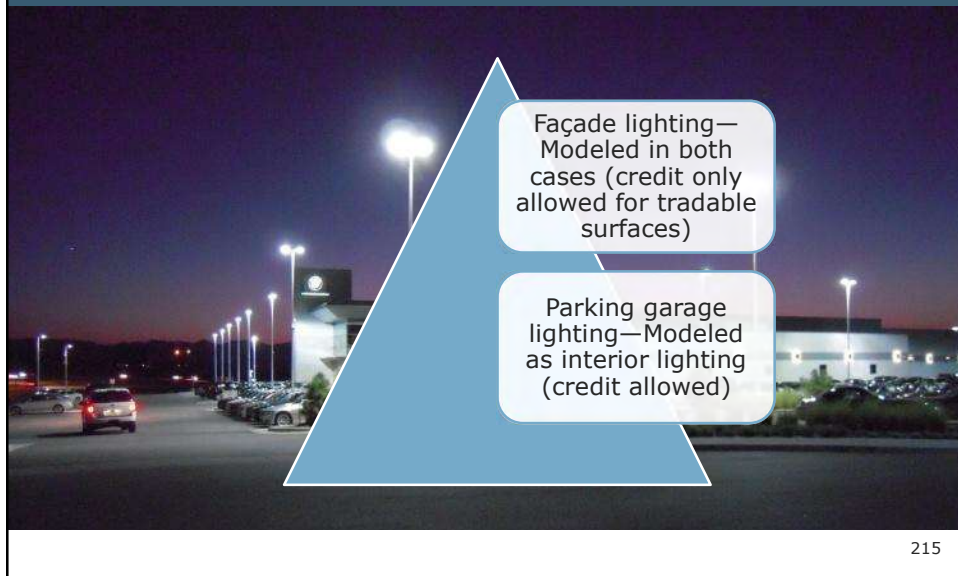 Façade lighting—
Modeled in both
cases (credit only
allowed for tradable
surfaces)
Parking garage
lighting—Modeled
as interior lighting
(credit allowed)
215